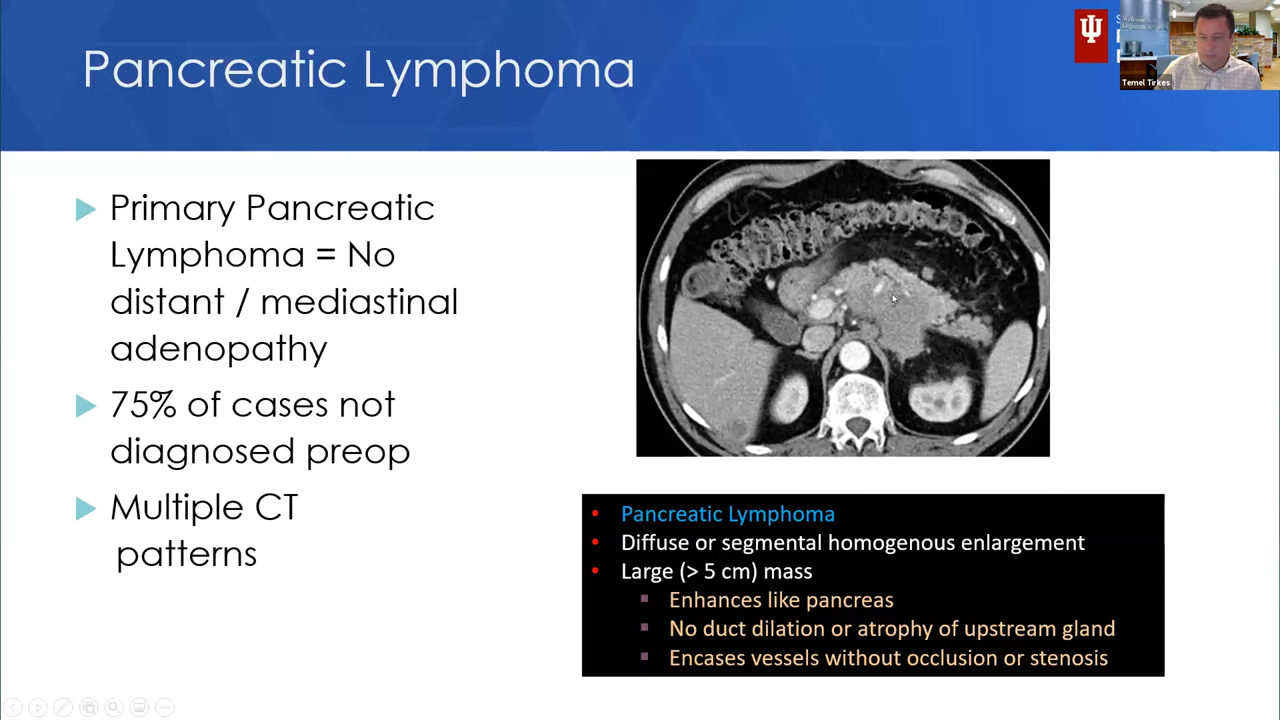 Pancreatic Lymphoma
Temel Tirkes
Primary Pancreatic
Lymphoma = No
distant / mediastinal
adenopathy
75% of cases not
diagnosed preop
Multiple CT
patterns
Pancreatic Lymphoma
Diffuse or segmental homogenous enlargement
Large (> 5 cm) mass
Enhances like pancreas
No duct dilation or atrophy of upstream gland
Encases vessels without occlusion or stenosis